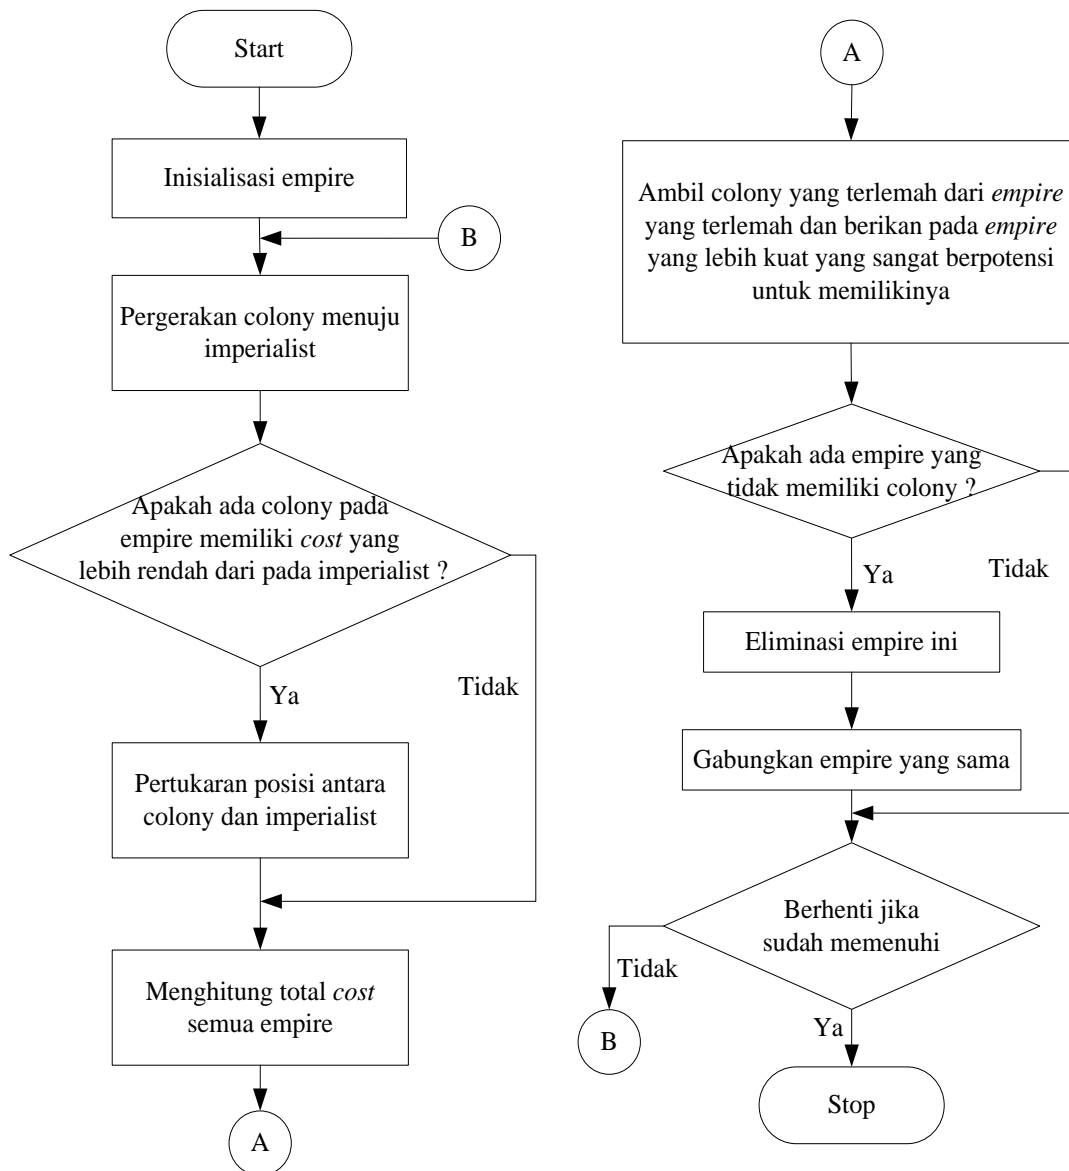 Start
Inisialisasi empire
B
Pergerakan colony menuju
imperialist
Apakah ada colony pada
empire memiliki cost yang
lebih rendah dari pada imperialist ?
Ya
Tidak
Pertukaran posisi antara
colony dan imperialist
Menghitung total cost
semua empire
A
A
Ambil colony yang terlemah dari empire
yang terlemah dan berikan pada empire
yang lebih kuat yang sangat berpotensi
untuk memilikinya
Apakah ada empire yang
tidak memiliki colony ?
Ya
Tidak
Eliminasi empire ini
Gabungkan empire yang sama
Berhenti jika
sudah memenuhi
Tidak
B
Ya
Stop